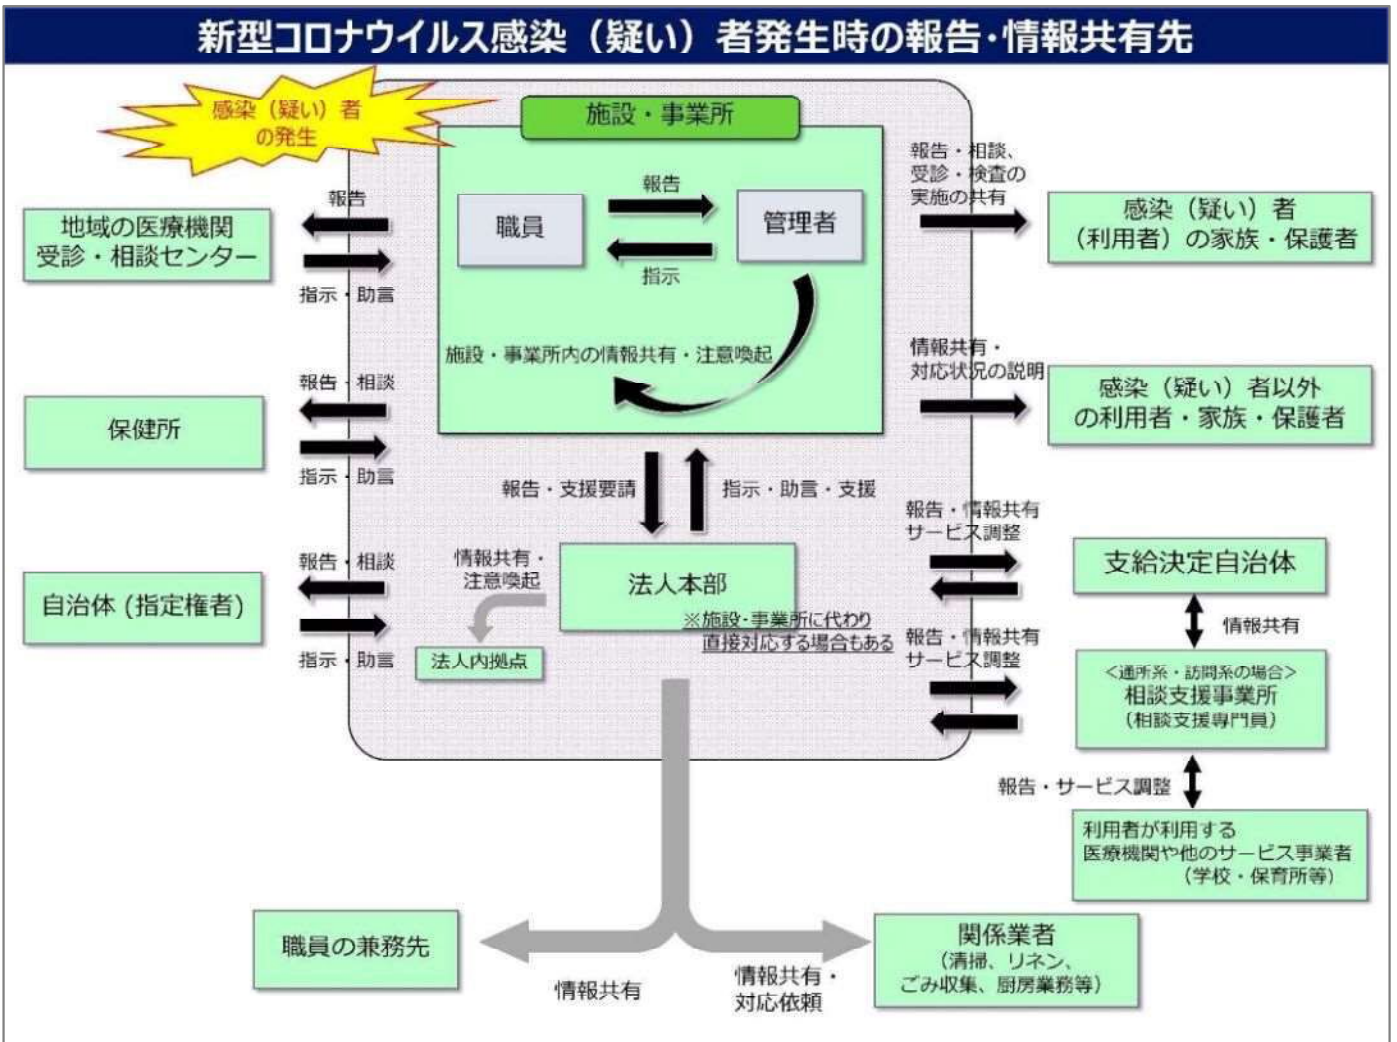 新型コロナウイルス感染（疑い）者発生時の報告・情報共有先
感染（疑い）者
の発生
施設・事業所
職員
報告
指示
管理者
施設・事業所内の情報共有・注意喚起
報告
地域の医療機関
受診・相談センター
指示・助言
報告・相談
保健所
指示・助言
報告・相談
自治体 (指定権者)
指示・助言
報告・支援要請
指示・助言・支援
情報共有・
注意喚起
法人本部
※施設・事業所に代わり
直接対応する場合もある
法人内拠点
報告・相談、
受診・検査の
実施の共有
感染（疑い）者
（利用者）の家族・保護者
情報共有・
対応状況の説明
感染（疑い）者以外
の利用者・家族・保護者
報告・情報共有
サービス調整
支給決定自治体
情報共有
報告・情報共有
サービス調整
＜通所系・訪問系の場合＞
相談支援事業所
（相談支援専門員）
報告・サービス調整
利用者が利用する
医療機関や他のサービス事業者
（学校・保育所等）
職員の兼務先
情報共有
情報共有・
対応依頼
関係業者
（清掃、リネン、
ごみ収集、厨房業務等）